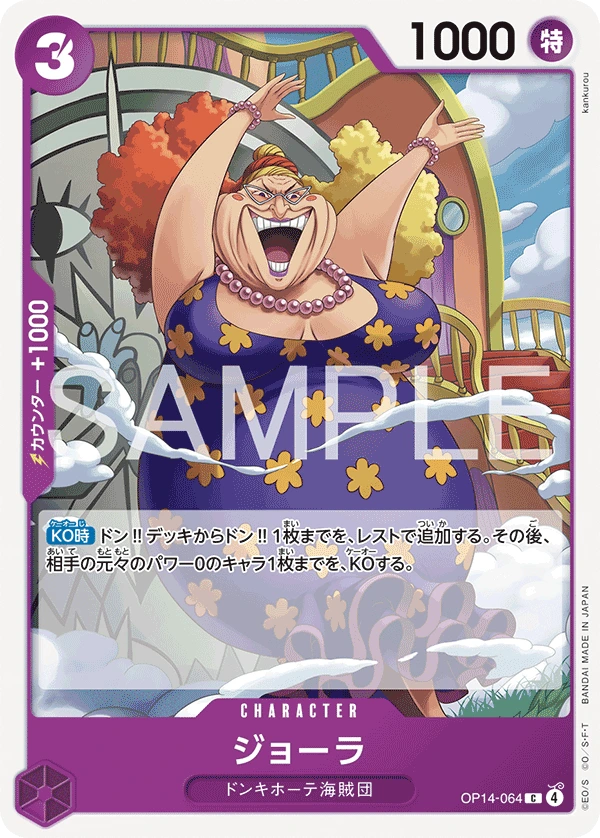 3
1000
特
kankurou
カウンター +1000
SAMPLE
KO時 ドン!!デッキからドン!!1枚までを、レストで追加する。その後、
相手の元々のパワー0のキャラ1枚までを、KOする。
CHARACTER
ジョーラ
ドンキホーテ海賊団
OP14-064 C 4
©E.O/S ©O/S・F・T BANDAI MADE IN JAPAN